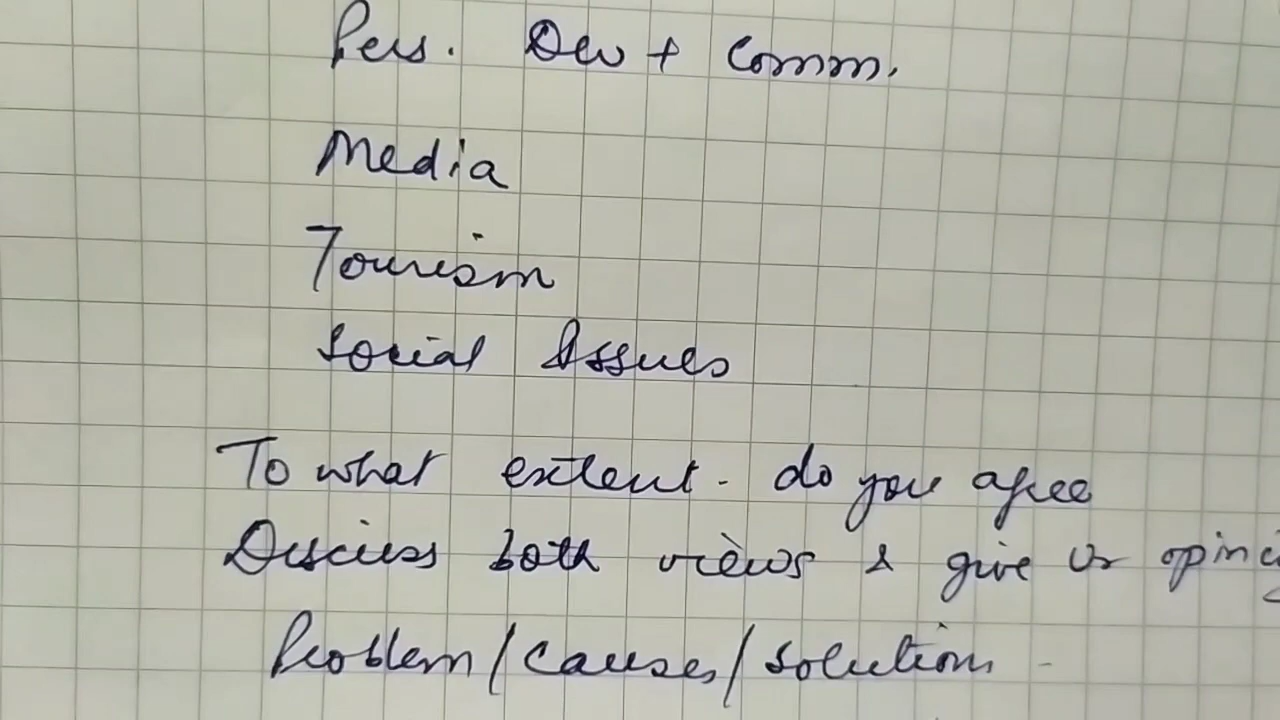 Pers. Dev + Comm.
Media
Tourism
Social Issues
To what extent do you agree
Discuss both views & give ur
Problem/causes/solutions